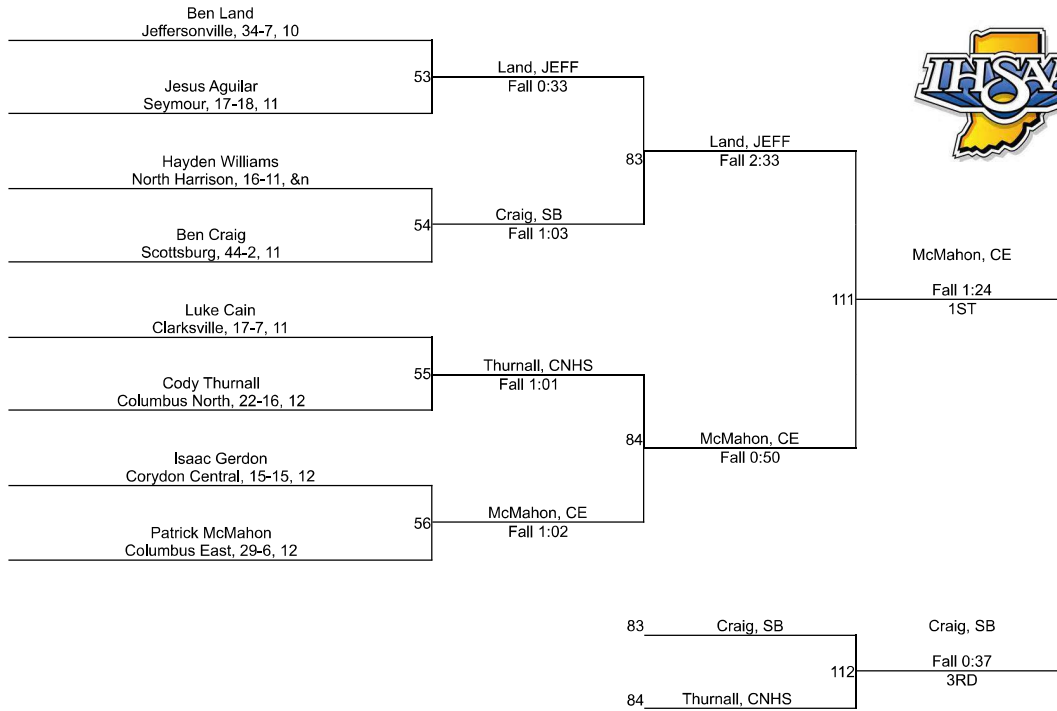 Ben Land
Jeffersonville, 34-7, 10
Jesus Aguilar
Seymour, 17-18, 11
53
Land, JEFF
Fall 0:33
Hayden Williams
North Harrison, 16-11, &n
Ben Craig
Scottsburg, 44-2, 11
54
Craig, SB
Fall 1:03
83
Land, JEFF
Fall 2:33
Luke Cain
Clarksville, 17-7, 11
Cody Thurnall
Columbus North, 22-16, 12
55
Thurnall, CNHS
Fall 1:01
Isaac Gerdon
Corydon Central, 15-15, 12
Patrick McMahon
Columbus East, 29-6, 12
56
McMahon, CE
Fall 1:02
84
McMahon, CE
Fall 0:50
111
McMahon, CE
Fall 1:24
1ST
83
Craig, SB
84
Thurnall, CNHS
112
Craig, SB
Fall 0:37
3RD
IHSAA